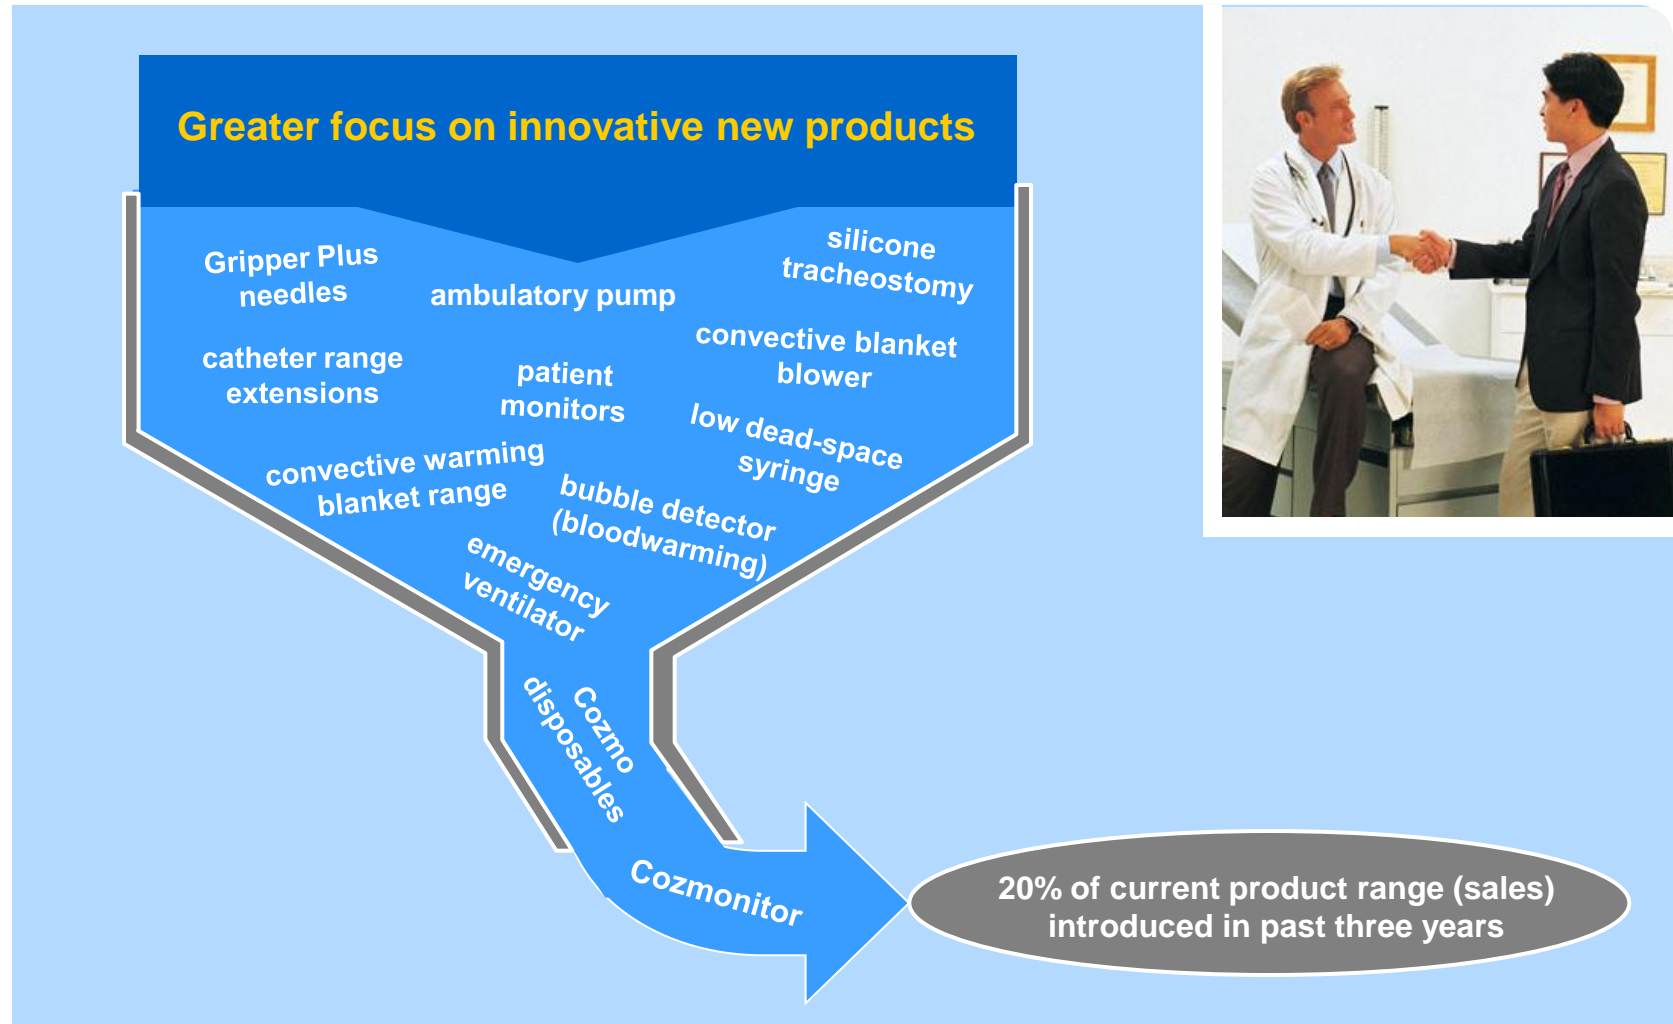 Greater focus on innovative new products
Gripper Plus
needles
ambulatory pump
silicone
tracheostomy
catheter range
extensions
patient
monitors
convective blanket
blower
low dead-space
syringe
convective warming
blanket range
bubble detector
(bloodwarming)
emergency
ventilator
Cozmo
disposables
Cozmonitor
20% of current product range (sales)
introduced in past three years